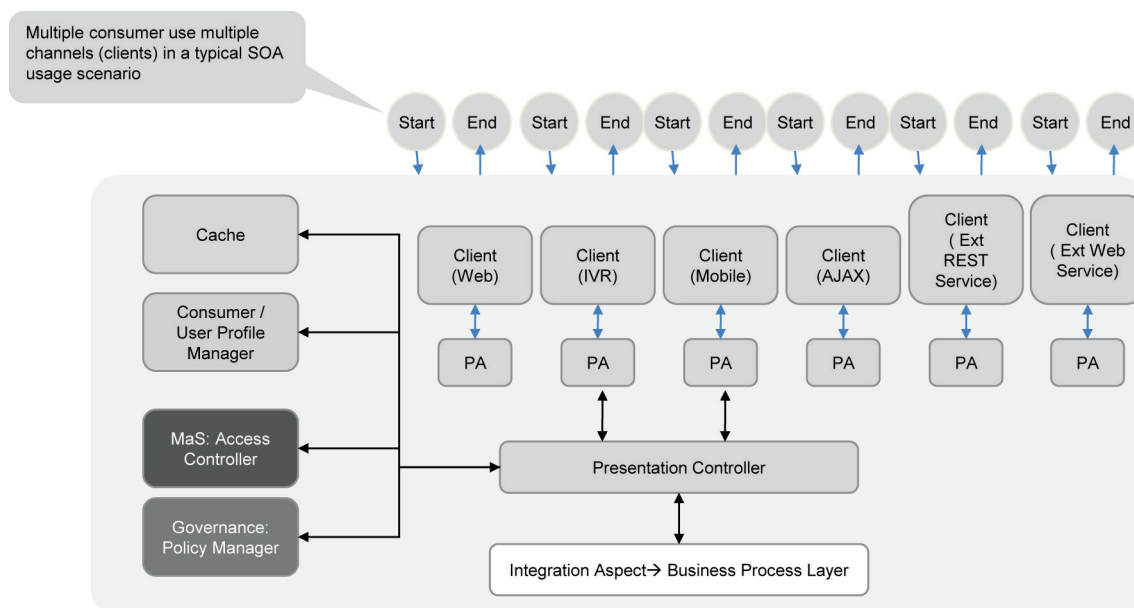 Multiple consumer use multiple
channels (clients) in a typical SOA
usage scenario
Start
End
Start
End
Start
End
Start
End
Start
End
Start
End
Cache
Consumer /
User Profile
Manager
MaS: Access
Controller
Governance:
Policy Manager
Client
(Web)
Client
(IVR)
Client
(Mobile)
Client
(AJAX)
Client
( Ext
REST
Service)
Client
( Ext Web
Service)
PA
PA
PA
PA
PA
PA
Presentation Controller
Integration Aspect→ Business Process Layer